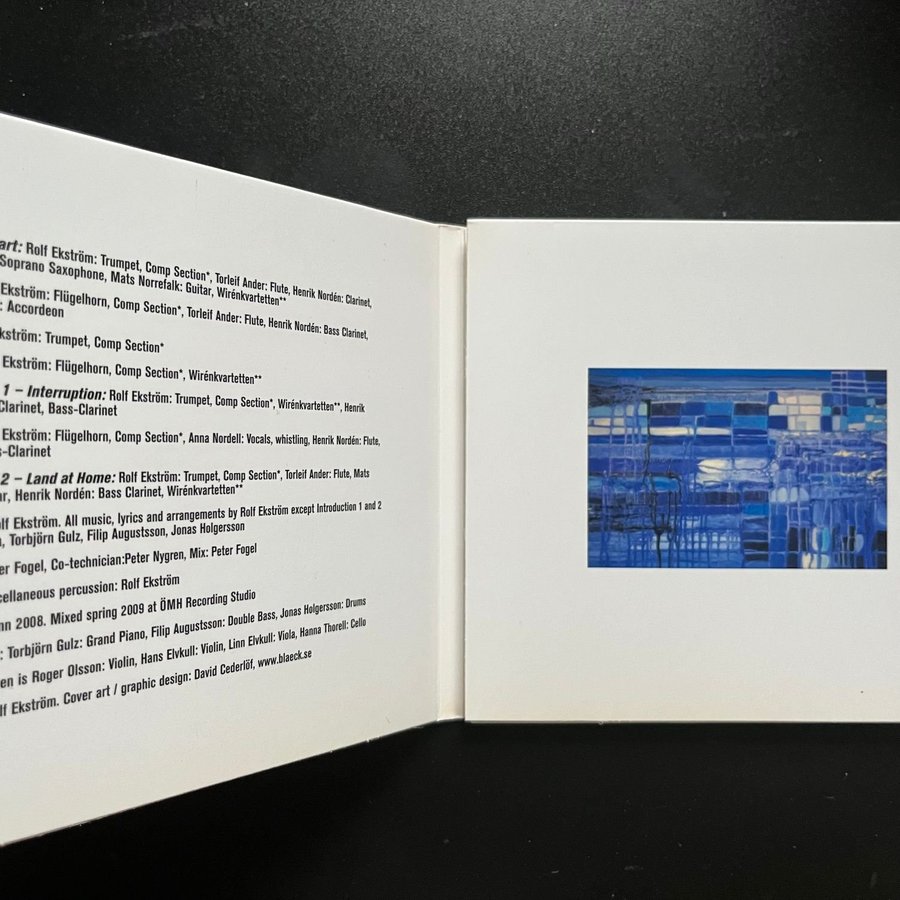 art: Rolf Ekström: Trumpet, Comp Section*, Torleif Ander: Flute, Henrik Nordén: Clarinet,
Soprano Saxophone, Mats Norrefalk: Guitar, Wirénkvartetten**
Ekström: Flügelhorn, Comp Section*, Torleif Ander: Flute, Henrik Nordén: Bass Clarinet,
: Accordeon
kström: Trumpet, Comp Section*
Ekström: Flügelhorn, Comp Section*, Wirénkvartetten**
1 – Interruption: Rolf Ekström: Trumpet, Comp Section*, Wirénkvartetten**, Henrik
Clarinet, Bass-Clarinet
Ekström: Flügelhorn, Comp Section*, Anna Nordell: Vocals, whistling, Henrik Nordén: Flute,
s-Clarinet
2 – Land at Home: Rolf Ekström: Trumpet, Comp Section*, Torleif Ander: Flute, Mats
ar, Henrik Nordén: Bass Clarinet, Wirénkvartetten**
olf Ekström. All music, lyrics and arrangements by Rolf Ekström except Introduction 1 and 2
, Torbjörn Gulz, Filip Augustsson, Jonas Holgersson
er Fogel, Co-technician:Peter Nygren, Mix: Peter Fogel
cellaneous percussion: Rolf Ekström
nn 2008. Mixed spring 2009 at ÖMH Recording Studio
: Torbjörn Gulz: Grand Piano, Filip Augustsson: Double Bass, Jonas Holgersson: Drums
en is Roger Olsson: Violin, Hans Elvkull: Violin, Linn Elvkull: Viola, Hanna Thorell: Cello
lf Ekström. Cover art / graphic design: David Cederlöf, www.blaeck.se